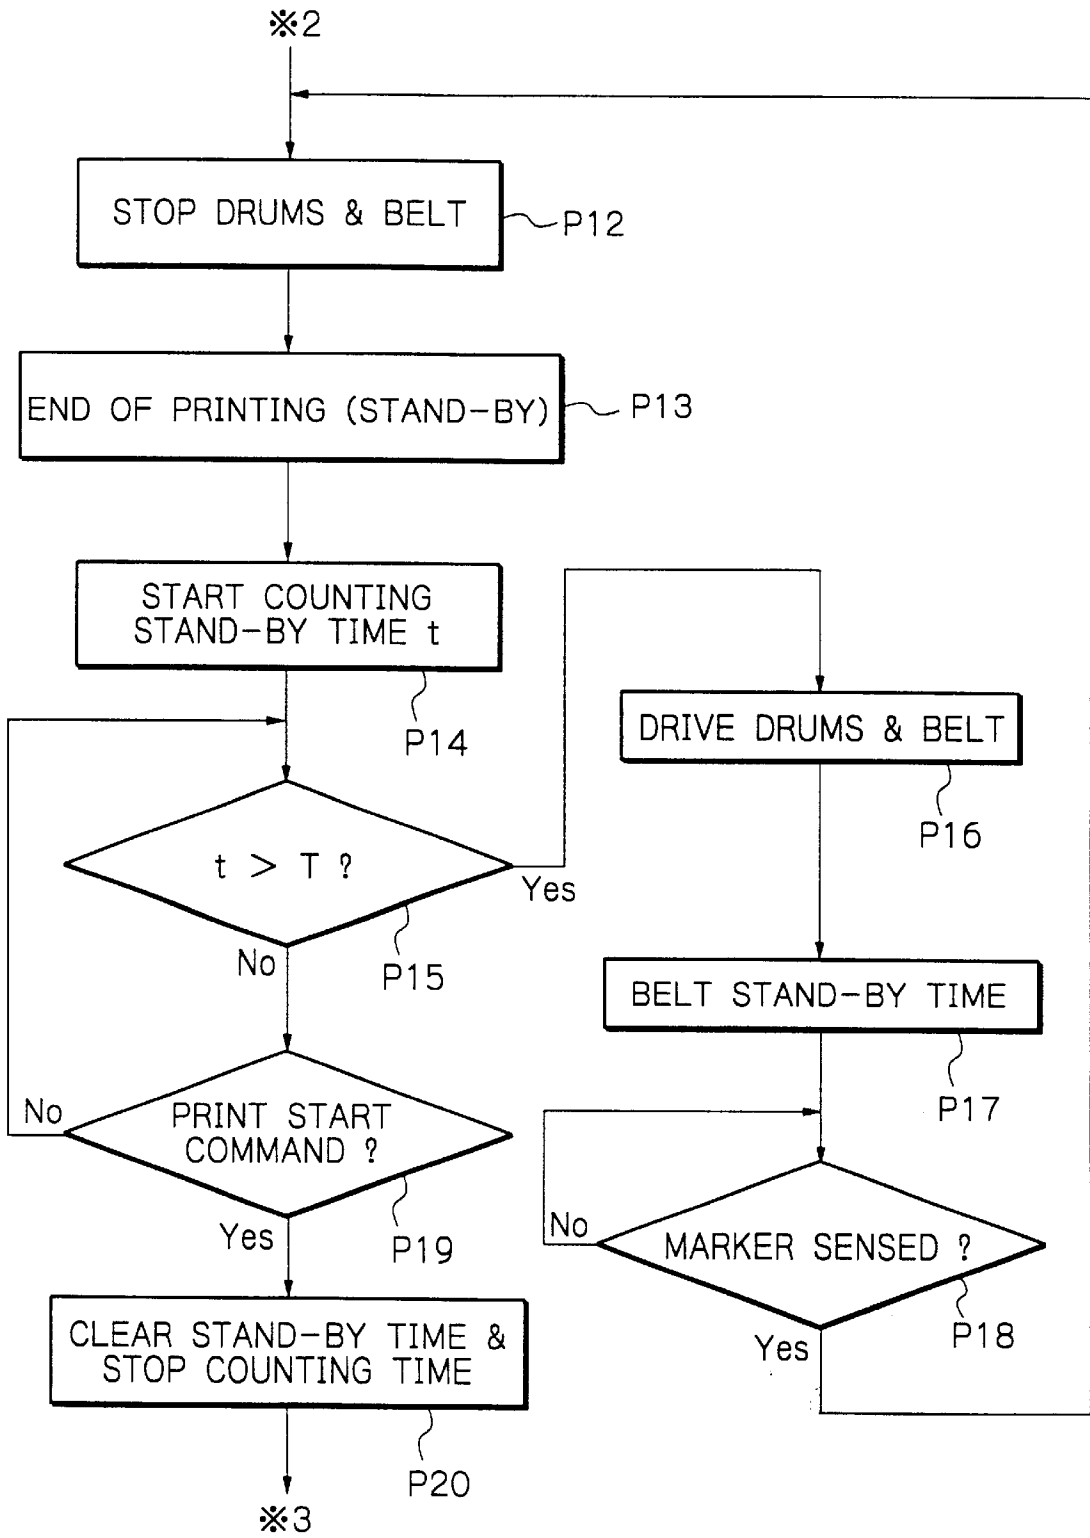 ※2
STOP DRUMS & BELT
P12
END OF PRINTING (STAND-BY)
P13
START COUNTING
STAND-BY TIME t
P14
DRIVE DRUMS & BELT
P16
t > T ?
Yes
No
P15
BELT STAND-BY TIME
P17
PRINT START
COMMAND ?
No
Yes
P19
MARKER SENSED ?
No
Yes
P18
CLEAR STAND-BY TIME &
STOP COUNTING TIME
P20
※3